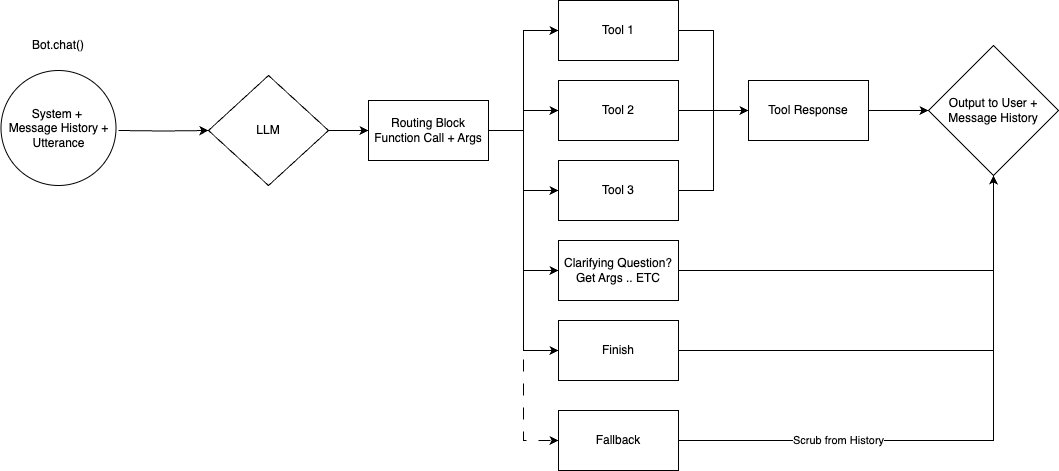 Bot.chat()
System +
Message History +
Utterance
LLM
Routing Block
Function Call + Args
Tool 1
Tool 2
Tool 3
Clarifying Question?
Get Args .. ETC
Finish
Fallback
Tool Response
Output to User +
Message History
Scrub from History